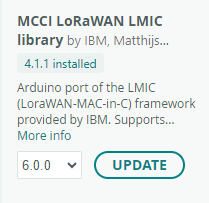 MCCI LoRaWAN LMIC
library by IBM, Matthijs...
4.1.1 installed
Arduino port of the LMIC
(LoraWAN-MAC-in-C) framework
provided by IBM. Supports...
More info
6.0.0 UPDATE